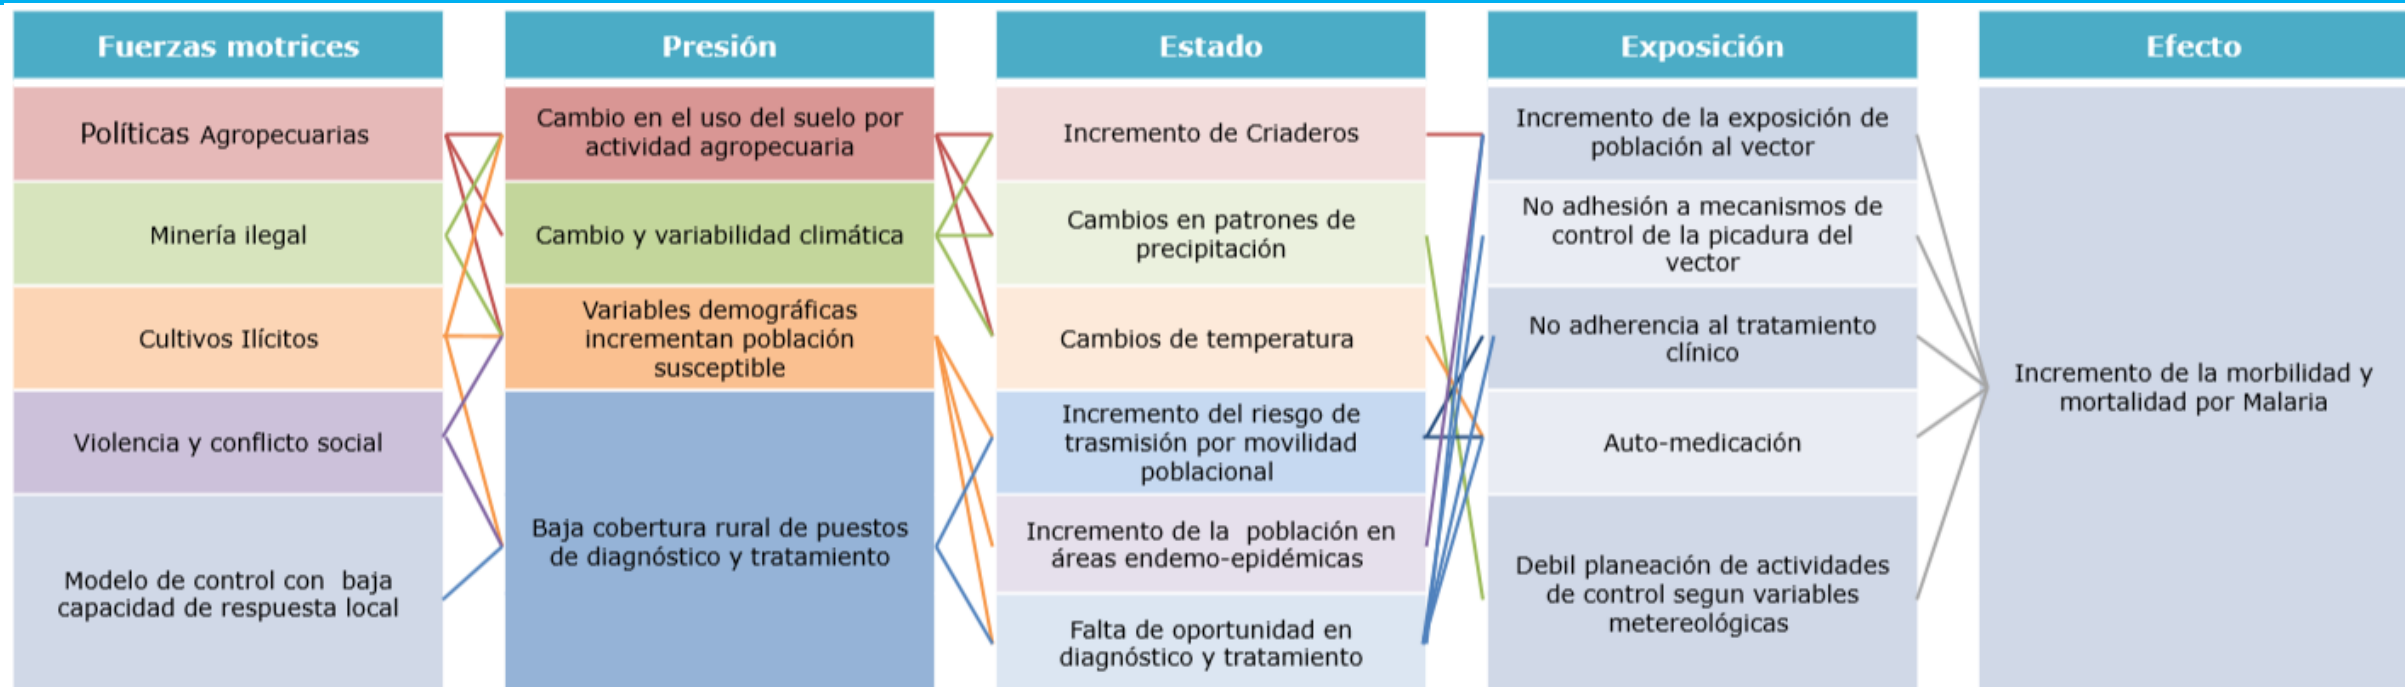 Fuerzas motrices
Políticas Agropecuarias
Minería ilegal
Cultivos Ilícitos
Violencia y conflicto social
Modelo de control con baja
capacidad de respuesta local
Presión
Cambio en el uso del suelo por
actividad agropecuaria
Cambio y variabilidad climática
Variables demográficas
incrementan población
susceptible
Baja cobertura rural de puestos
de diagnóstico y tratamiento
Estado
Incremento de Criaderos
Cambios en patrones de
precipitación
Cambios de temperatura
Incremento del riesgo de
trasmisión por movilidad
poblacional
Incremento de la población en
áreas endemo-epidémicas
Falta de oportunidad en
diagnóstico y tratamiento
Exposición
Incremento de la exposición de
población al vector
No adhesión a mecanismos de
control de la picadura del
vector
No adherencia al tratamiento
clínico
Auto-medicación
Debil planeación de actividades
de control segun variables
metereológicas
Efecto
Incremento de la morbilidad y
mortalidad por Malaria